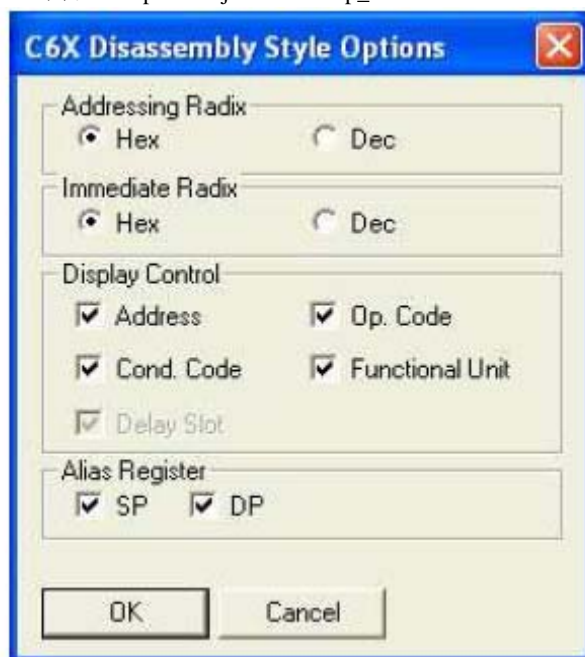 C6X Disassembly Style Options
Addressing Radix
Hex Dec
Immediate Radix
Hex Dec
Display Control
Address Op. Code
Cond. Code Functional Unit
Delay Slot
Alias Register
SP DP
OK Cancel